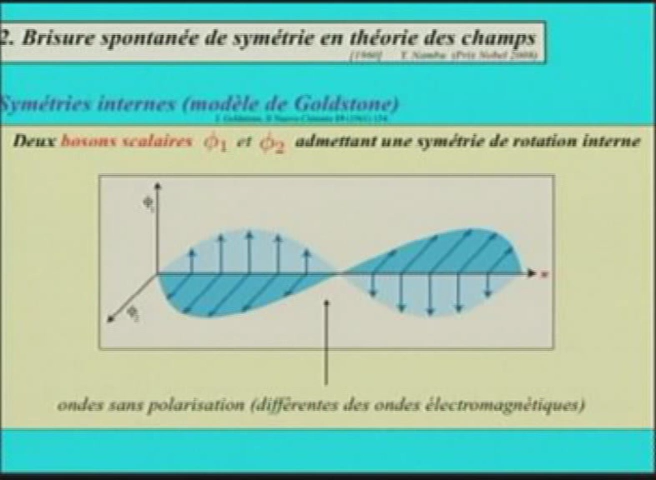 2. Brisure spontanée de symétrie en théorie des champs
[1960] Y. Nambu (Prix Nobel 2008)
Symétries internes (modèle de Goldstone)
J. Goldstone, Il Nuovo Cimento 19 (1961) 154
Deux bosons scalaires ϕ1 et ϕ2 admettant une symétrie de rotation interne
ϕ1
x
ϕ2
ondes sans polarisation (différentes des ondes électromagnétiques)